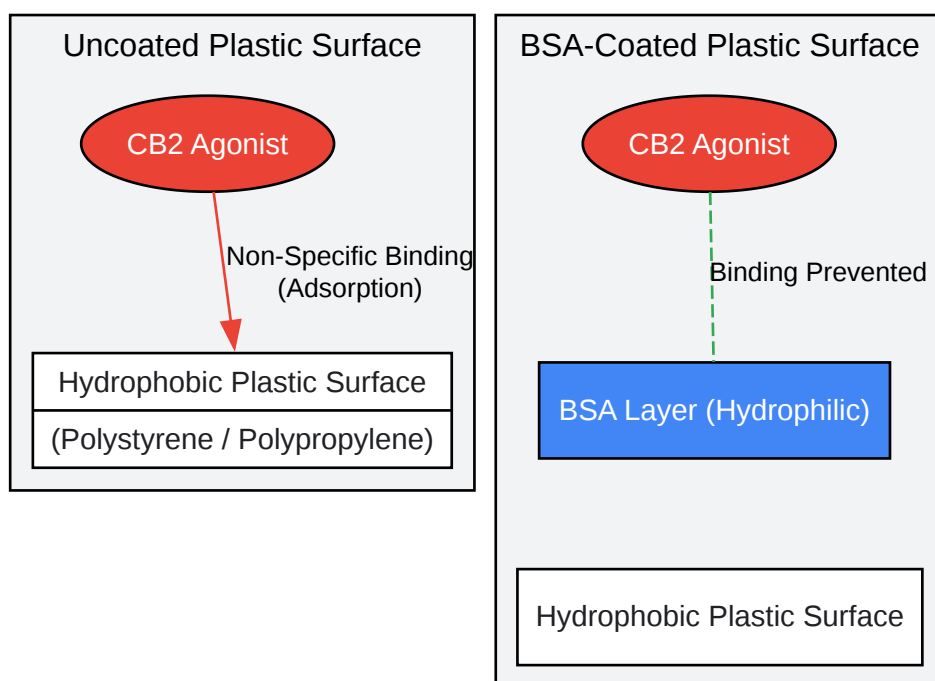 Uncoated Plastic Surface
CB2 Agonist
Non-Specific Binding
(Adsorption)
Hydrophobic Plastic Surface
(Polystyrene / Polypropylene)
BSA-Coated Plastic Surface
CB2 Agonist
Binding Prevented
BSA Layer (Hydrophilic)
Hydrophobic Plastic Surface